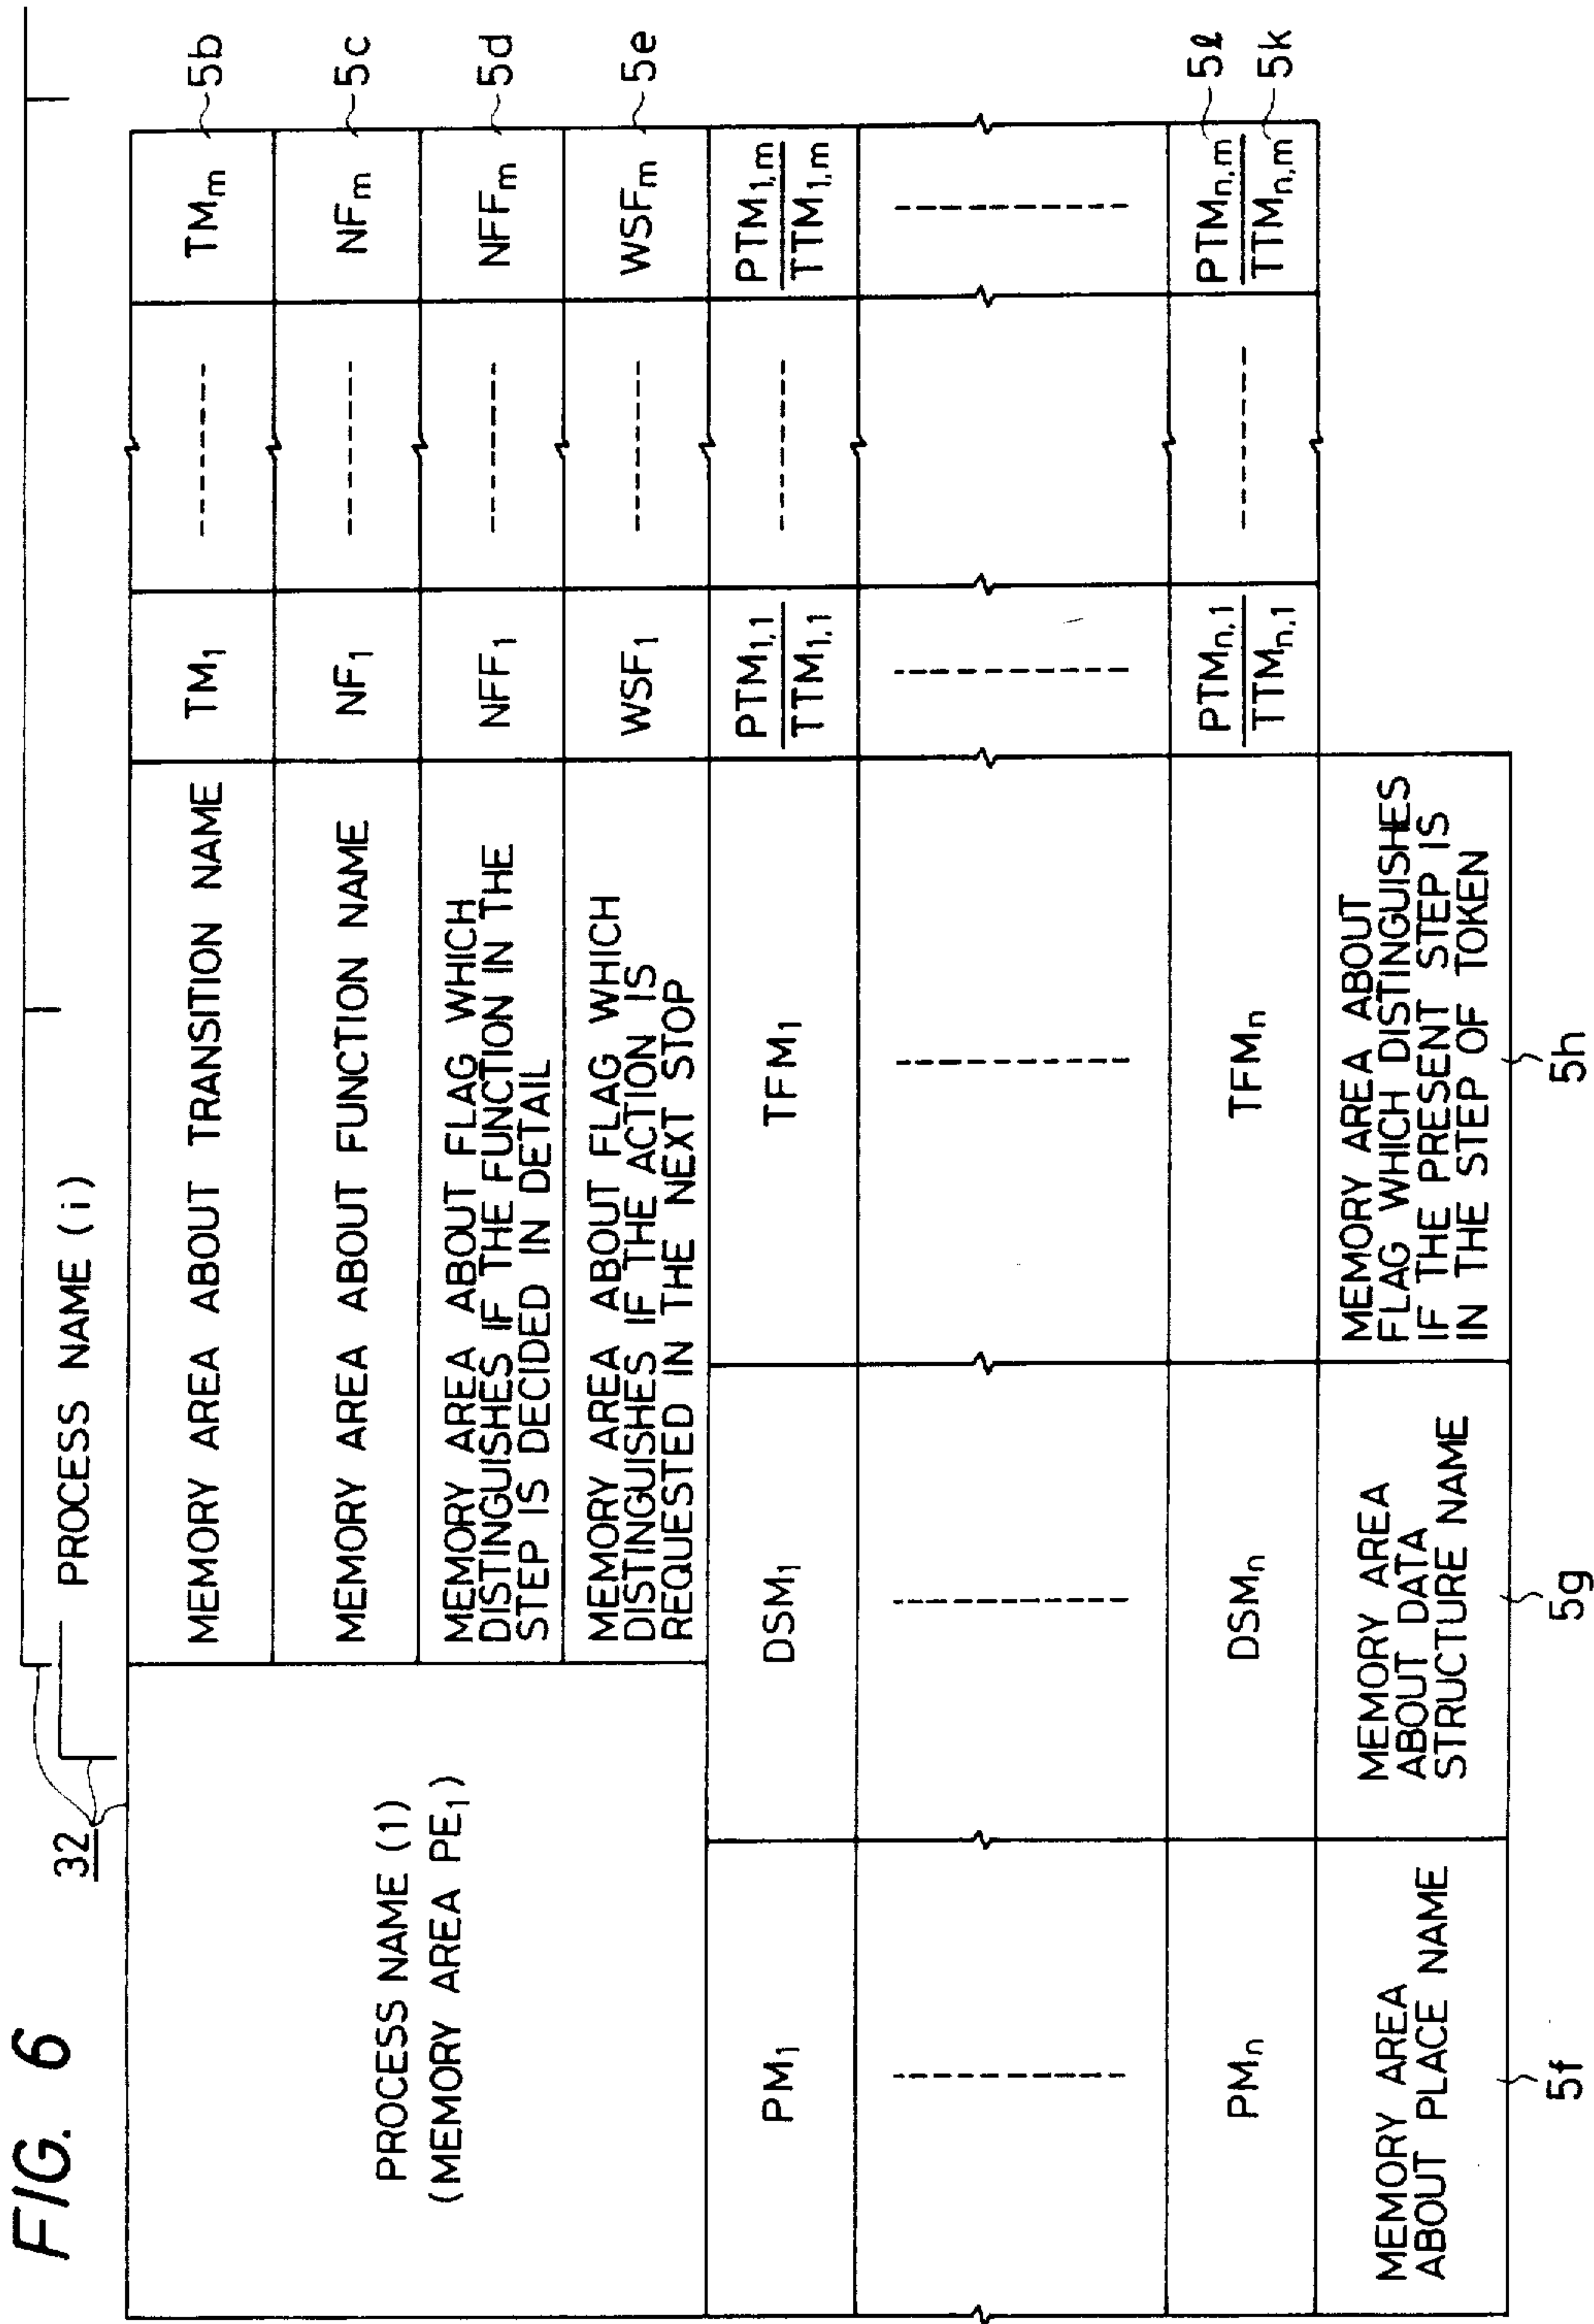 FIG. 6
32
PROCESS NAME (i)
PROCESS NAME (1)
(MEMORY AREA PE1)
MEMORY AREA ABOUT TRANSITION NAME
TM1
TMm
5b
MEMORY AREA ABOUT FUNCTION NAME
NF1
NFm
5c
MEMORY AREA ABOUT FLAG WHICH
DISTINGUISHES IF THE FUNCTION IN THE
STEP IS DECIDED IN DETAIL
NFF1
NFFm
5d
MEMORY AREA ABOUT FLAG WHICH
DISTINGUISHES IF THE ACTION IS
REQUESTED IN THE NEXT STOP
WSF1
WSFm
5e
PM1
DSM1
TFM1
PTM1,1
TTM1,1
PTM1,m
TTM1,m
PMn
DSMn
TFMn
PTMn,1
TTMn,1
PTMn,m
TTMn,m
5ℓ
5k
MEMORY AREA
ABOUT PLACE NAME
MEMORY AREA
ABOUT DATA
STRUCTURE NAME
MEMORY AREA ABOUT
FLAG WHICH DISTINGUISHES
IF THE PRESENT STEP IS
IN THE STEP OF TOKEN
5f
5g
5h